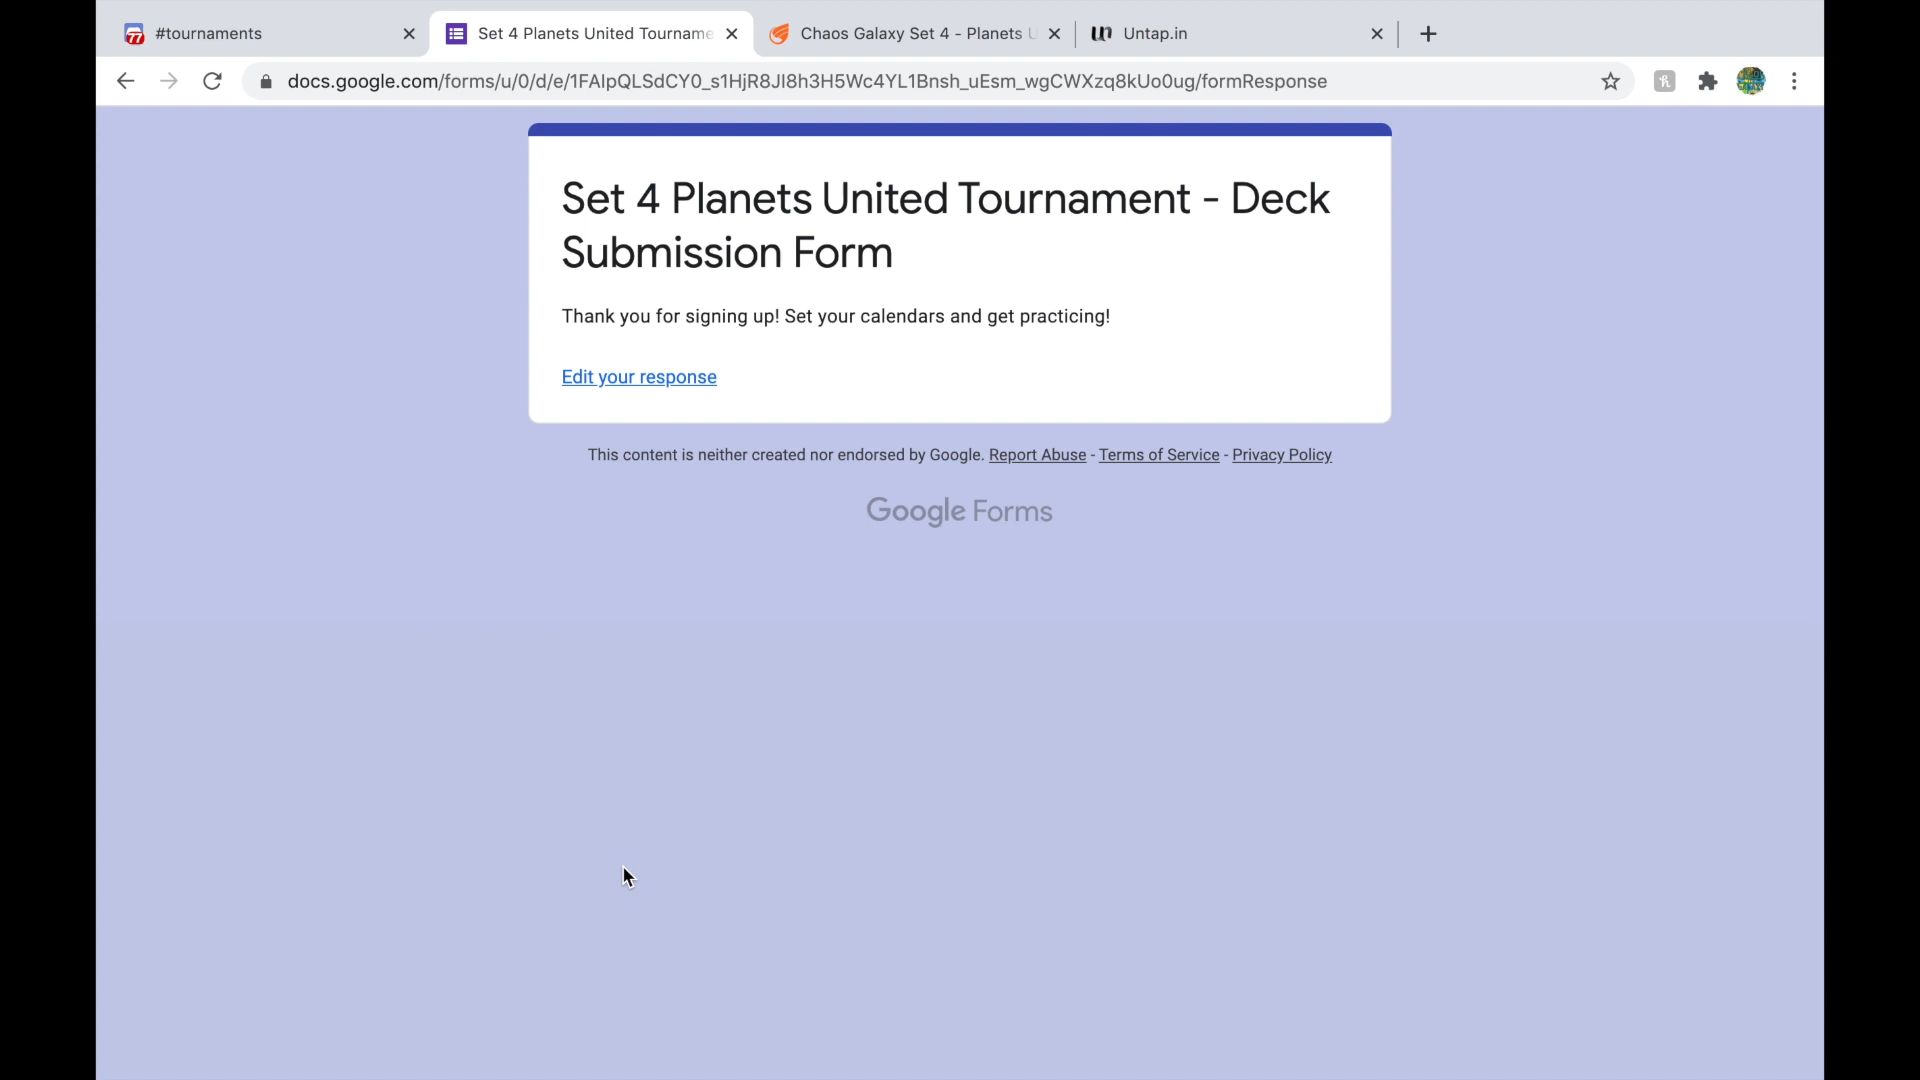 #tournaments
Set 4 Planets United Tourname
Chaos Galaxy Set 4 - Planets U
Untap.in
docs.google.com/forms/u/0/d/e/1FAIpQLSdCY0_s1HjR8JI8h3H5Wc4YL1Bnsh_uEsm_wgCWXzq8kUo0ug/formResponse
Set 4 Planets United Tournament - Deck
Submission Form
Thank you for signing up! Set your calendars and get practicing!
Edit your response
This content is neither created nor endorsed by Google. Report Abuse - Terms of Service - Privacy Policy
Google Forms